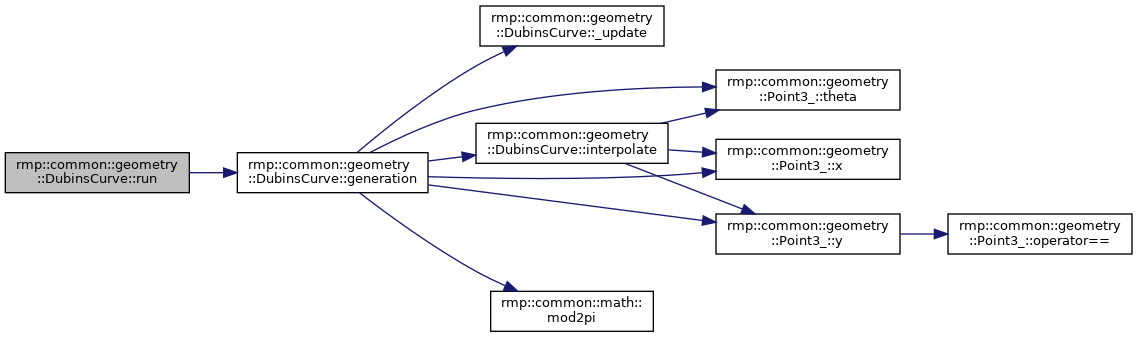 rmp::common::geometry
::DubinsCurve::run
rmp::common::geometry
::DubinsCurve::generation
rmp::common::geometry
::DubinsCurve::_update
rmp::common::geometry
::Point3_::theta
rmp::common::geometry
::DubinsCurve::interpolate
rmp::common::geometry
::Point3_::x
rmp::common::geometry
::Point3_::y
rmp::common::geometry
::Point3_::operator==
rmp::common::math::
mod2pi